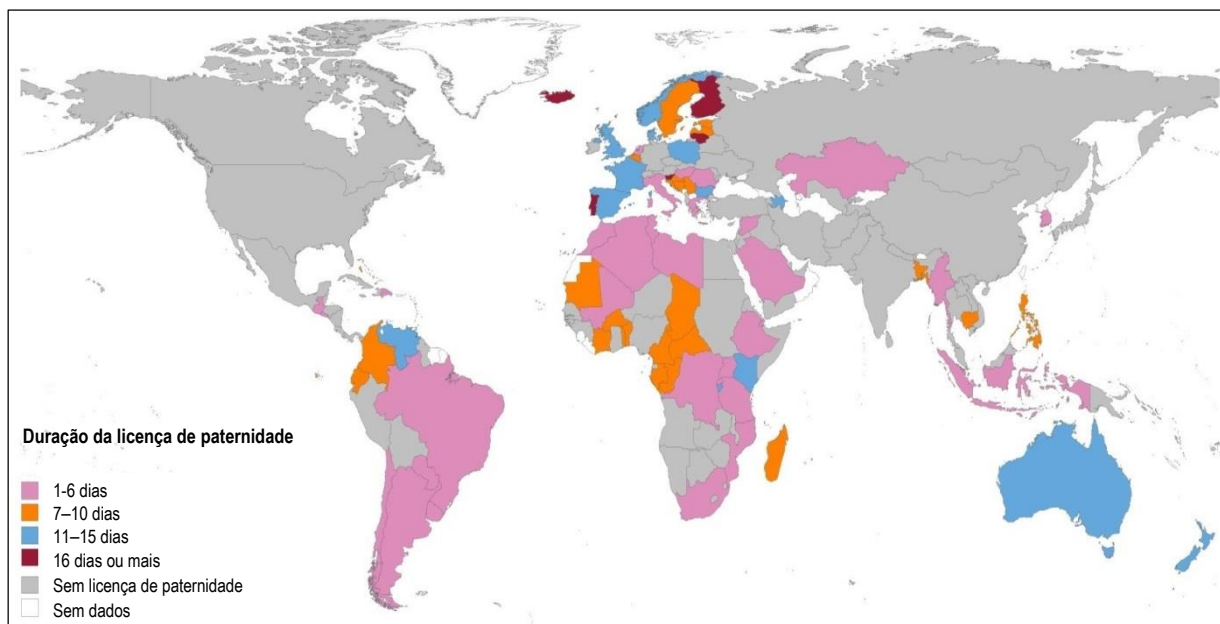 Duração da licença de paternidade
1-6 dias
7–10 dias
11–15 dias
16 dias ou mais
Sem licença de paternidade
Sem dados